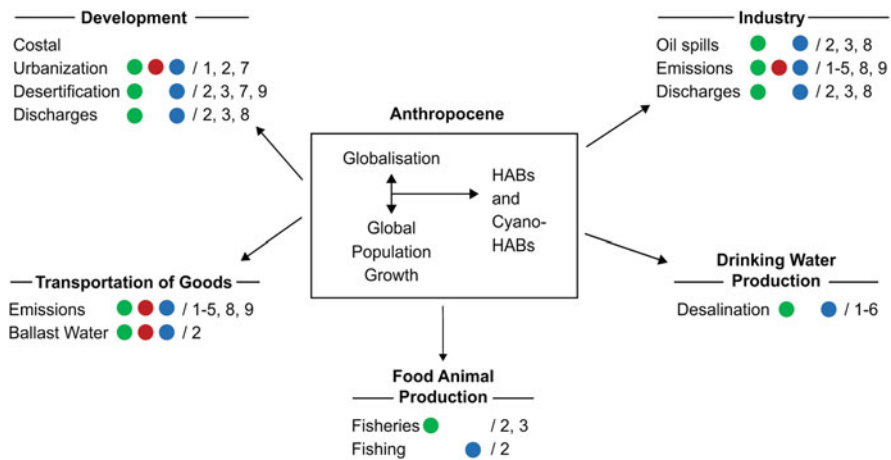 Development
Costal
Urbanization / 1, 2, 7
Desertification / 2, 3, 7, 9
Discharges / 2, 3, 8
Industry
Oil spills / 2, 3, 8
Emissions / 1-5, 8, 9
Discharges / 2, 3, 8
Anthropocene
Globalisation
Global
Population
Growth
HABs
and
Cyano-
HABs
Transportation of Goods
Emissions / 1-5, 8, 9
Ballast Water / 2
Drinking Water
Production
Desalination / 1-6
Food Animal
Production
Fisheries / 2, 3
Fishing / 2